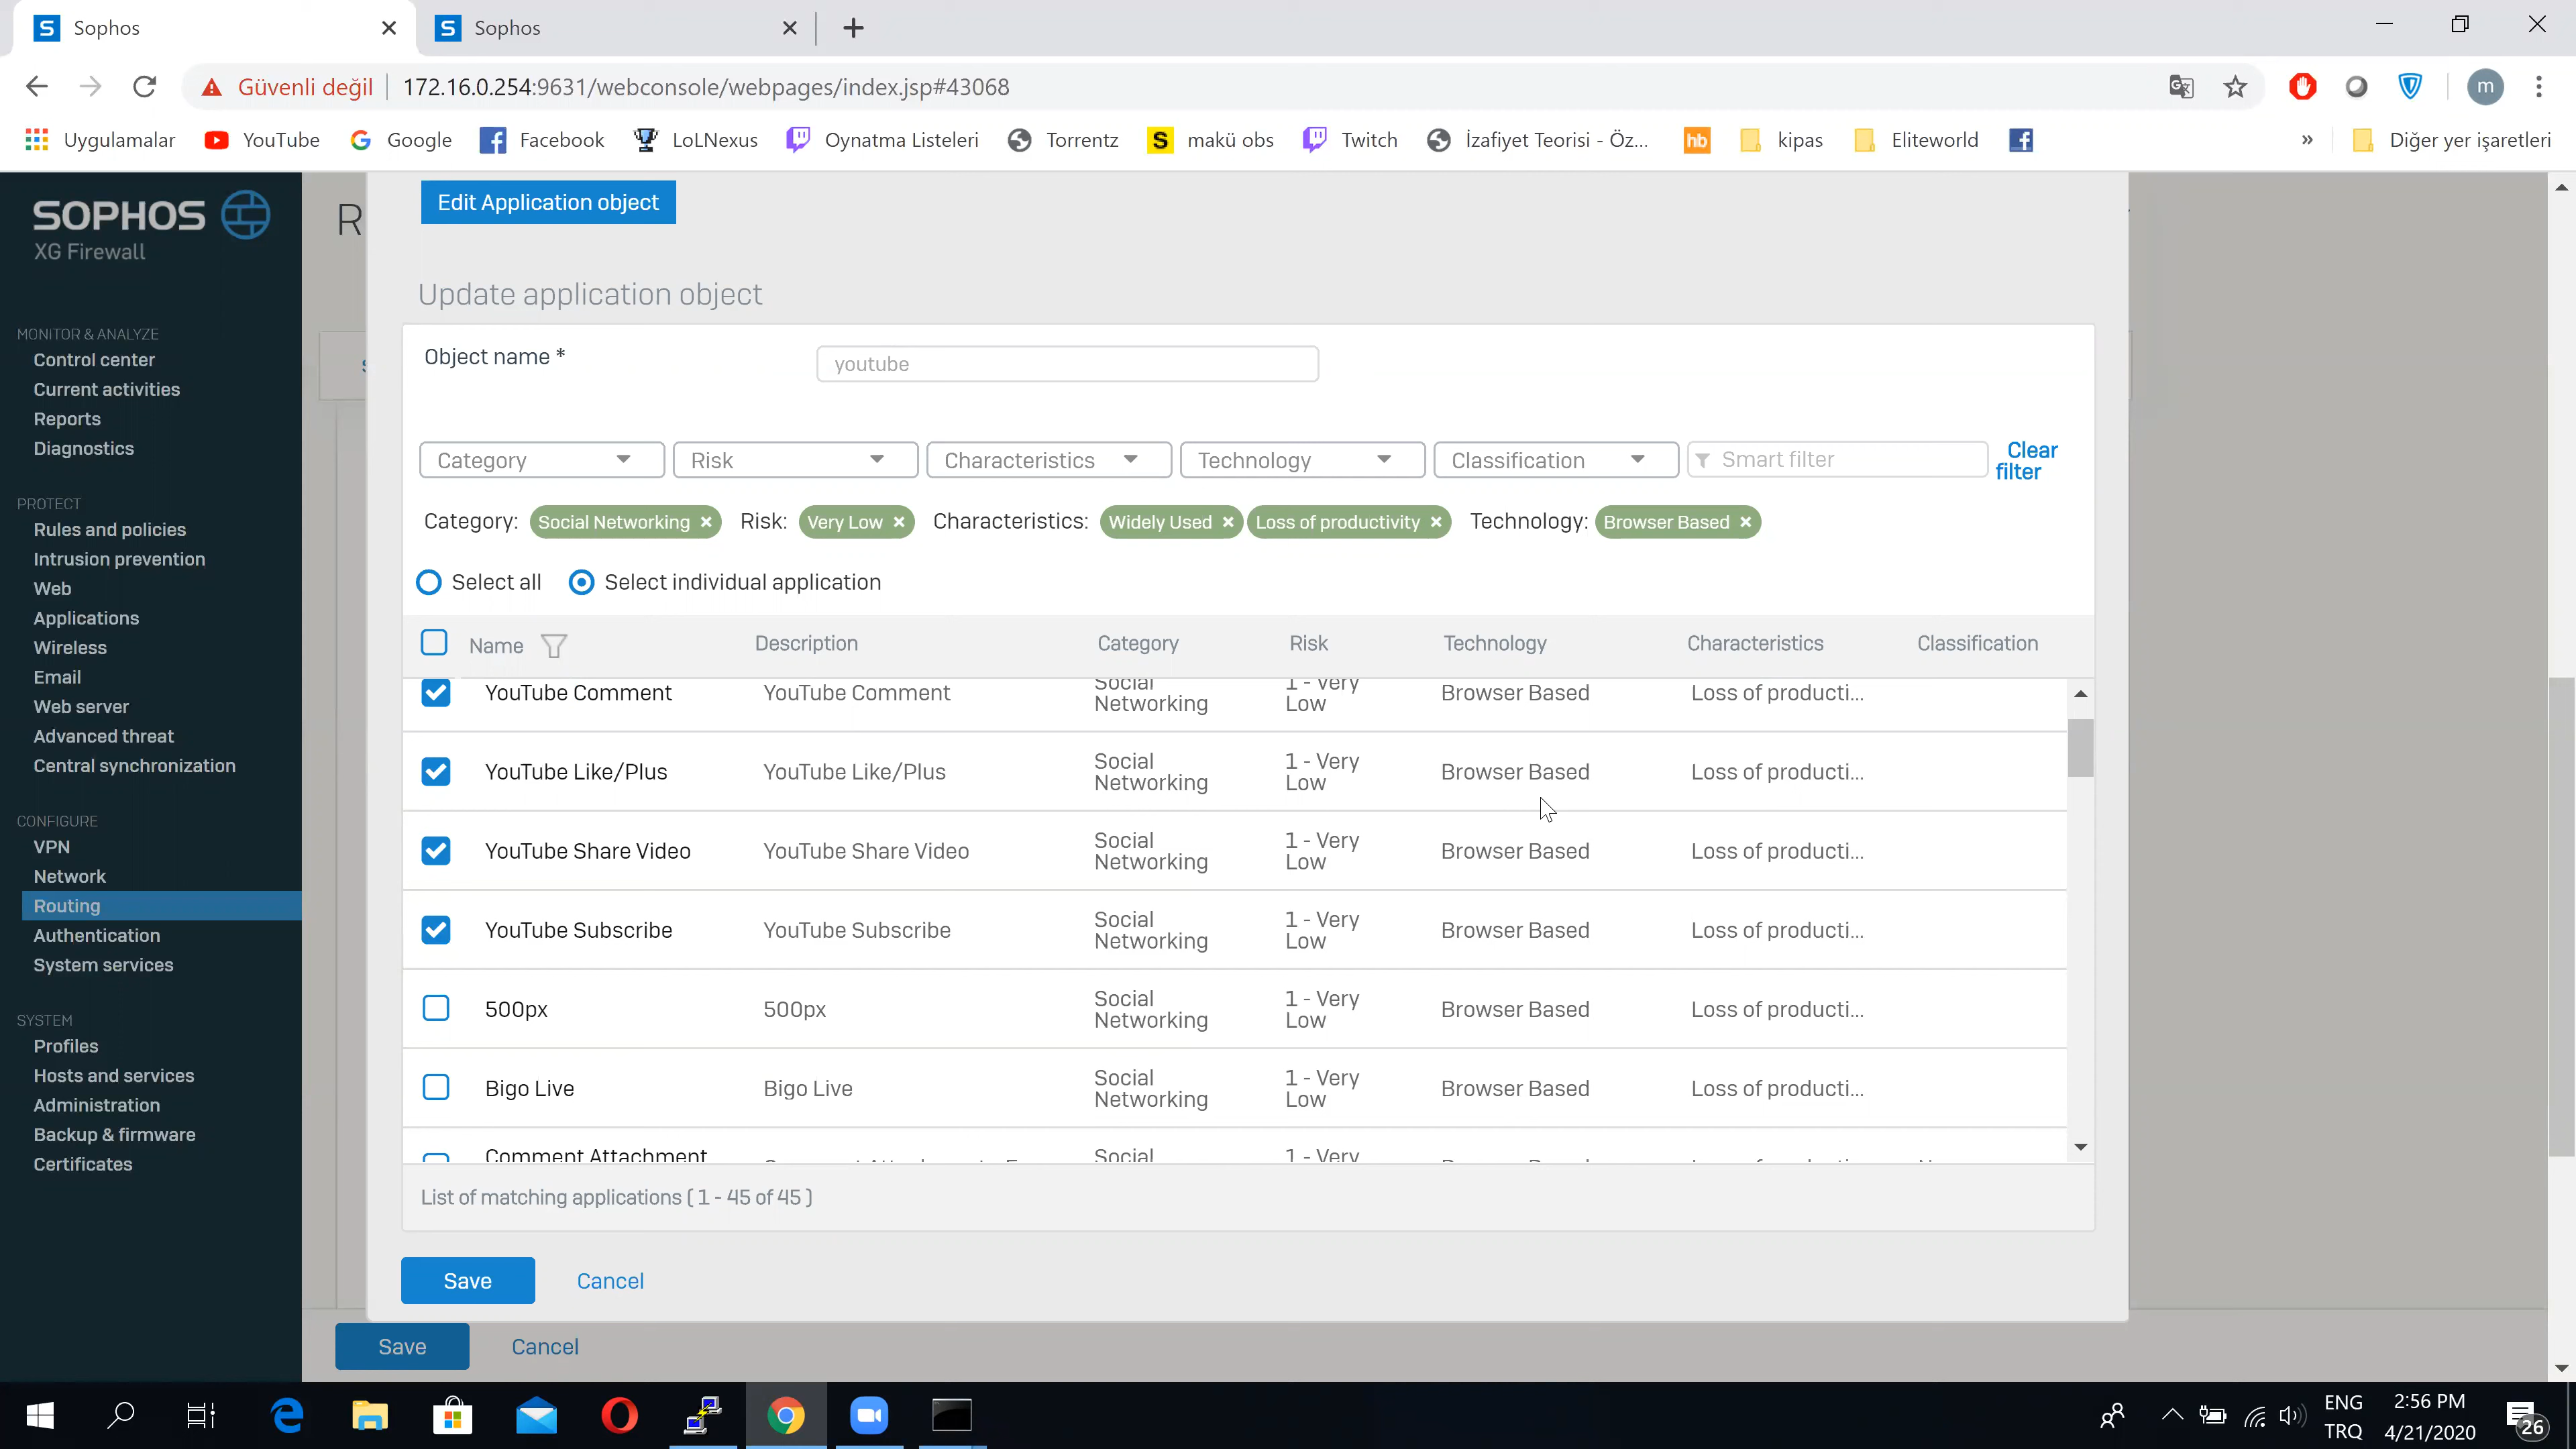 Sophos
Sophos
Güvenli değil
172.16.0.254:9631/webconsole/webpages/index.jsp#43068
m
Uygulamalar
YouTube
Google
Facebook
LoLNexus
Oynatma Listeleri
Torrentz
makü obs
Twitch
İzafiyet Teorisi - Öz...
hb
kipas
Eliteworld
»
Diğer yer işaretleri
SOPHOS
XG Firewall
MONiTOR & ANALYZE
Control center
Current activities
Reports
Diagnostics
PROTECT
Rules and policies
Intrusion prevention
Web
Applications
Wireless
Email
Web server
Advanced threat
Central synchronization
CONFIGURE
VPN
Network
Routing
Authentication
System services
SYSTEM
Profiles
Hosts and services
Administration
Backup & firmware
Certificates
R
Edit Application object
Update application object
Object name *
youtube
Category
Risk
Characteristics
Technology
Classification
Smart filter
Clear
filter
Category: Social Networking × Risk: Very Low × Characteristics: Widely Used × Loss of productivity × Technology: Browser Based ×
Select all
Select individual application
Name Description Category Risk Technology Characteristics Classification
YouTube Comment YouTube Comment Social Networking 1 - Very Low Browser Based Loss of producti...
YouTube Like/Plus YouTube Like/Plus Social Networking 1 - Very Low Browser Based Loss of producti...
YouTube Share Video YouTube Share Video Social Networking 1 - Very Low Browser Based Loss of producti...
YouTube Subscribe YouTube Subscribe Social Networking 1 - Very Low Browser Based Loss of producti...
500px 500px Social Networking 1 - Very Low Browser Based Loss of producti...
Bigo Live Bigo Live Social Networking 1 - Very Low Browser Based Loss of producti...
Comment Attachment Social 1 - Very
List of matching applications ( 1 - 45 of 45 )
Save
Cancel
Save
Cancel
ENG
TRQ
2:56 PM
4/21/2020
26